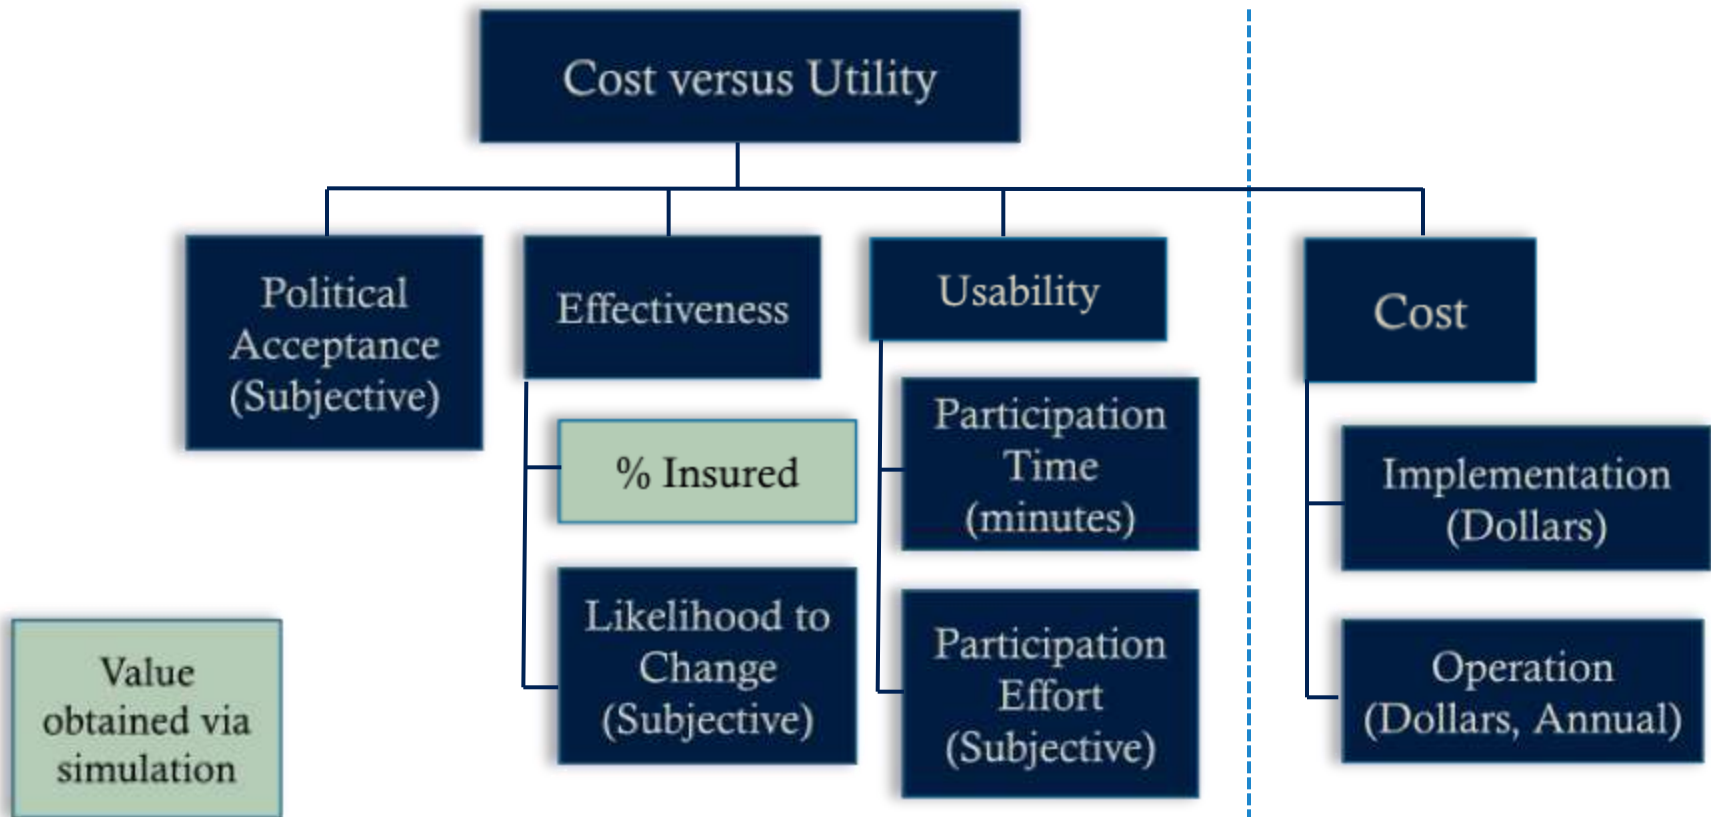 Cost versus Utility
Political
Acceptance
(Subjective)
Effectiveness
% Insured
Likelihood to
Change
(Subjective)
Usability
Participation
Time
(minutes)
Participation
Effort
(Subjective)
Cost
Implementation
(Dollars)
Operation
(Dollars, Annual)
Value
obtained via
simulation